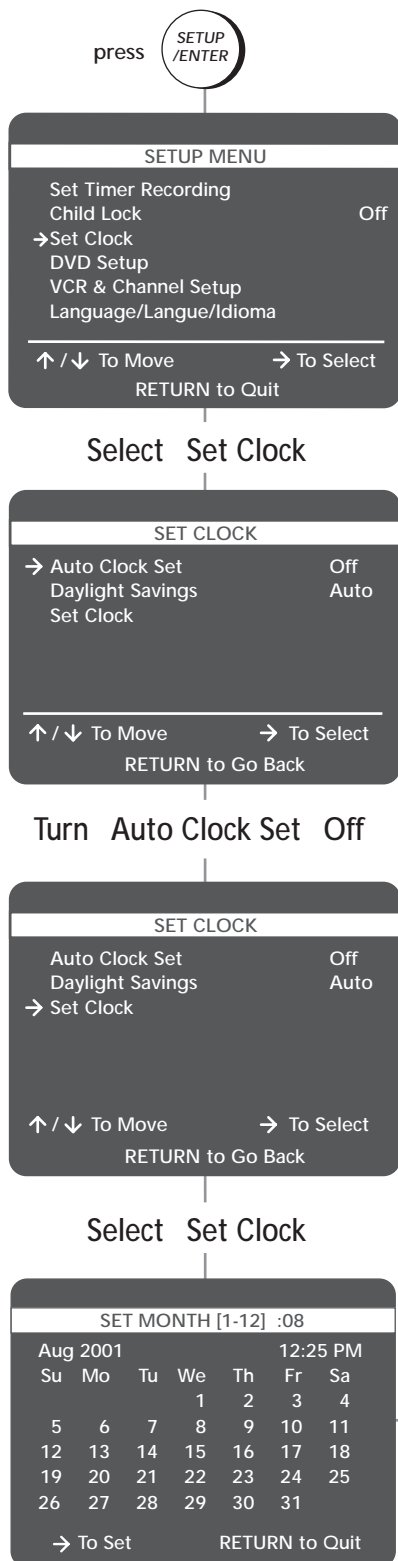 press SETUP
/ENTER
SETUP MENU
Set Timer Recording
Child Lock Off
→Set Clock
DVD Setup
VCR & Channel Setup
Language/Langue/Idioma
↑ / ↓ To Move → To Select
RETURN to Quit
Select Set Clock
SET CLOCK
→ Auto Clock Set Off
Daylight Savings Auto
Set Clock
↑ / ↓ To Move → To Select
RETURN to Go Back
Turn Auto Clock Set Off
SET CLOCK
Auto Clock Set Off
Daylight Savings Auto
→ Set Clock
↑ / ↓ To Move → To Select
RETURN to Go Back
Select Set Clock
SET MONTH [1-12] :08
Aug 2001 12:25 PM
Su Mo Tu We Th Fr Sa
1 2 3 4
5 6 7 8 9 10 11
12 13 14 15 16 17 18
19 20 21 22 23 24 25
26 27 28 29 30 31
→ To Set RETURN to Quit